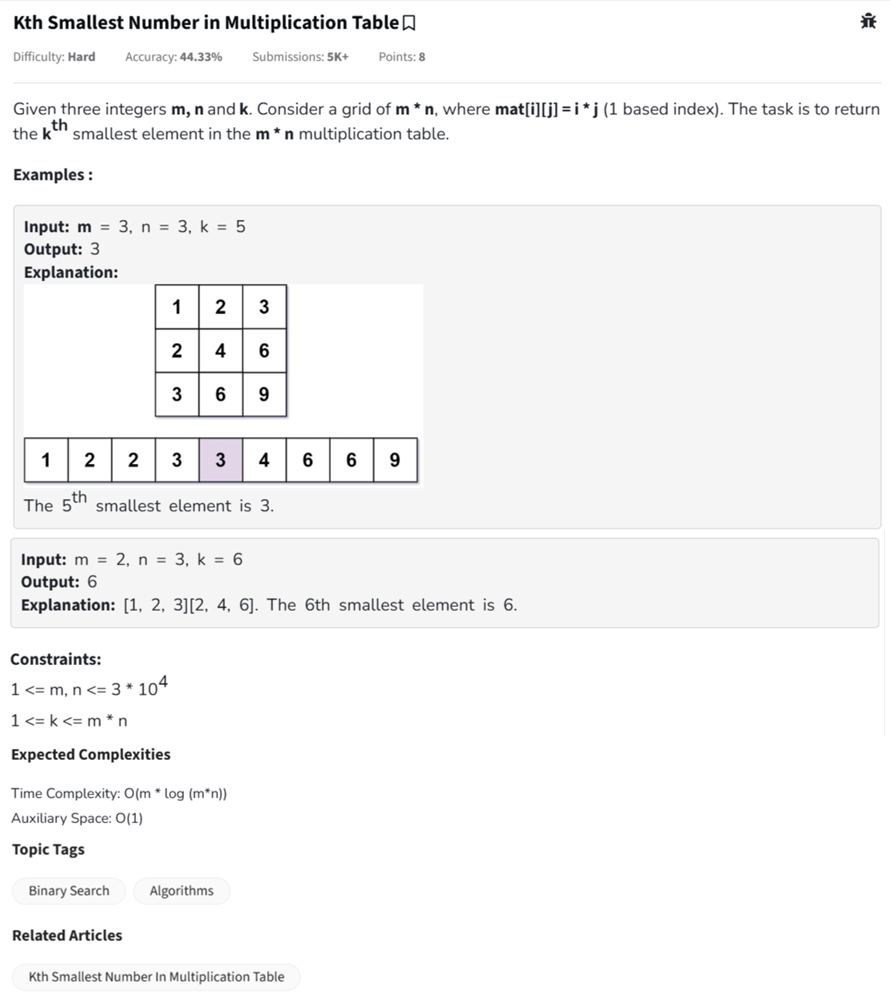 Kth Smallest Number in Multiplication Table
Difficulty: Hard Accuracy: 44.33% Submissions: 5K+ Points: 8
Given three integers m, n and k. Consider a grid of m * n, where mat[i][j] = i * j (1 based index). The task is to return
the kth smallest element in the m * n multiplication table.
Examples :
Input: m = 3, n = 3, k = 5
Output: 3
Explanation:
1 2 3
2 4 6
3 6 9
1 2 2 3 3 4 6 6 9
The 5th smallest element is 3.
Input: m = 2, n = 3, k = 6
Output: 6
Explanation: [1, 2, 3][2, 4, 6]. The 6th smallest element is 6.
Constraints:
1 <= m, n <= 3 * 10^4
1 <= k <= m * n
Expected Complexities
Time Complexity: O(m * log (m*n))
Auxiliary Space: O(1)
Topic Tags
Binary Search Algorithms
Related Articles
Kth Smallest Number In Multiplication Table